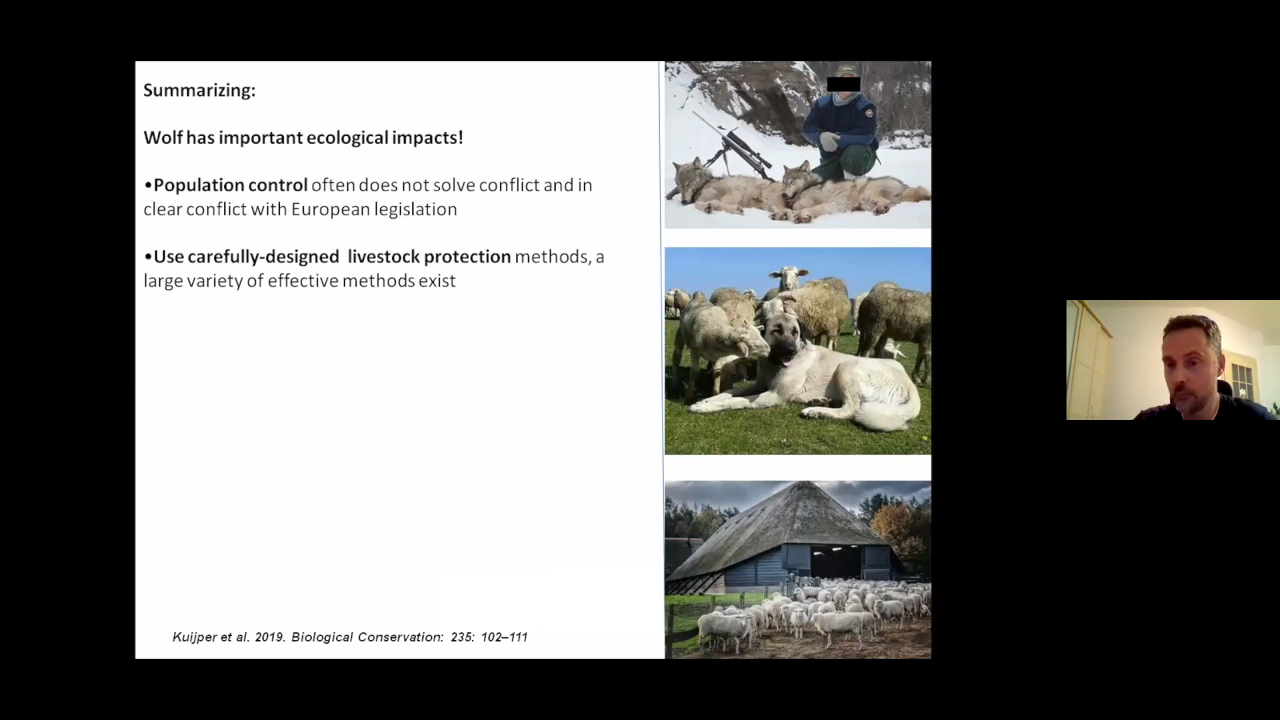 Summarizing:
Wolf has important ecological impacts!
•Population control often does not solve conflict and in
clear conflict with European legislation
•Use carefully-designed  livestock protection methods, a
large variety of effective methods exist
Kuijper et al. 2019. Biological Conservation: 235: 102–111